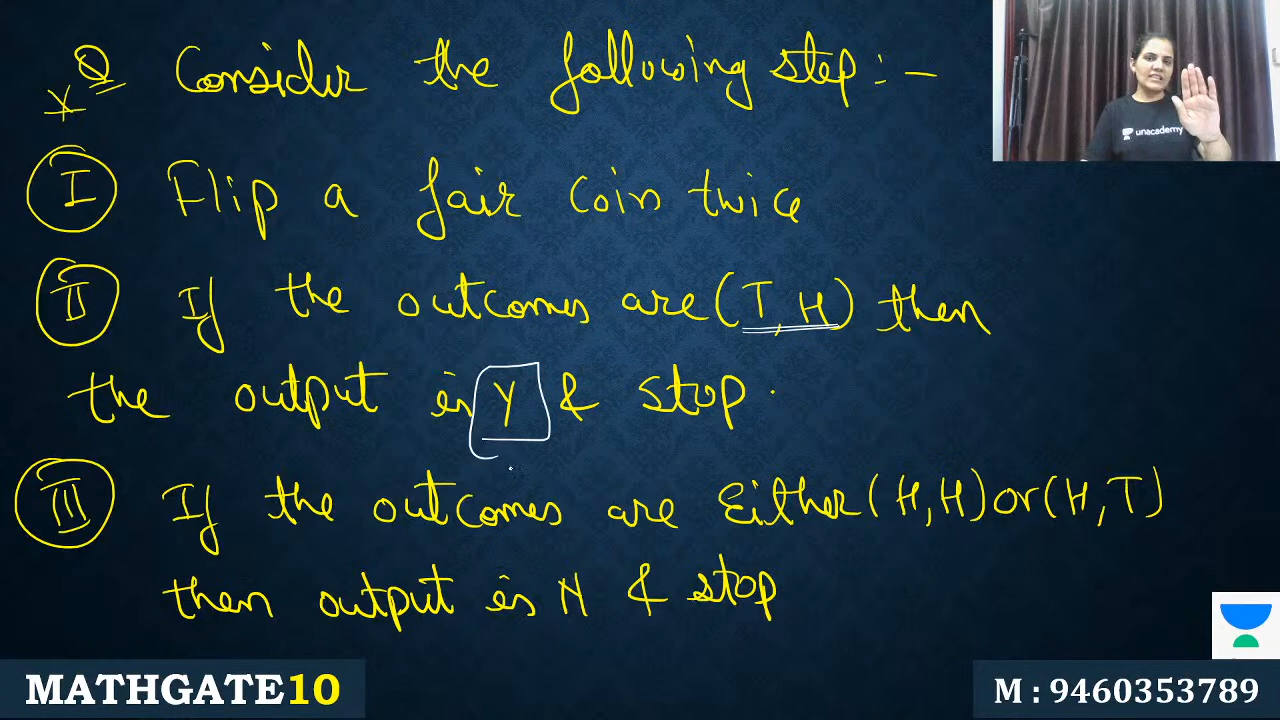 Q Consider the following step :-
I Flip a fair coin twice
II If the outcomes are (T, H) then
the output is Y & stop.
III If the outcomes are Either (H, H) or (H, T)
then output is N & stop
unacademy
MATHGATE10
M : 9460353789